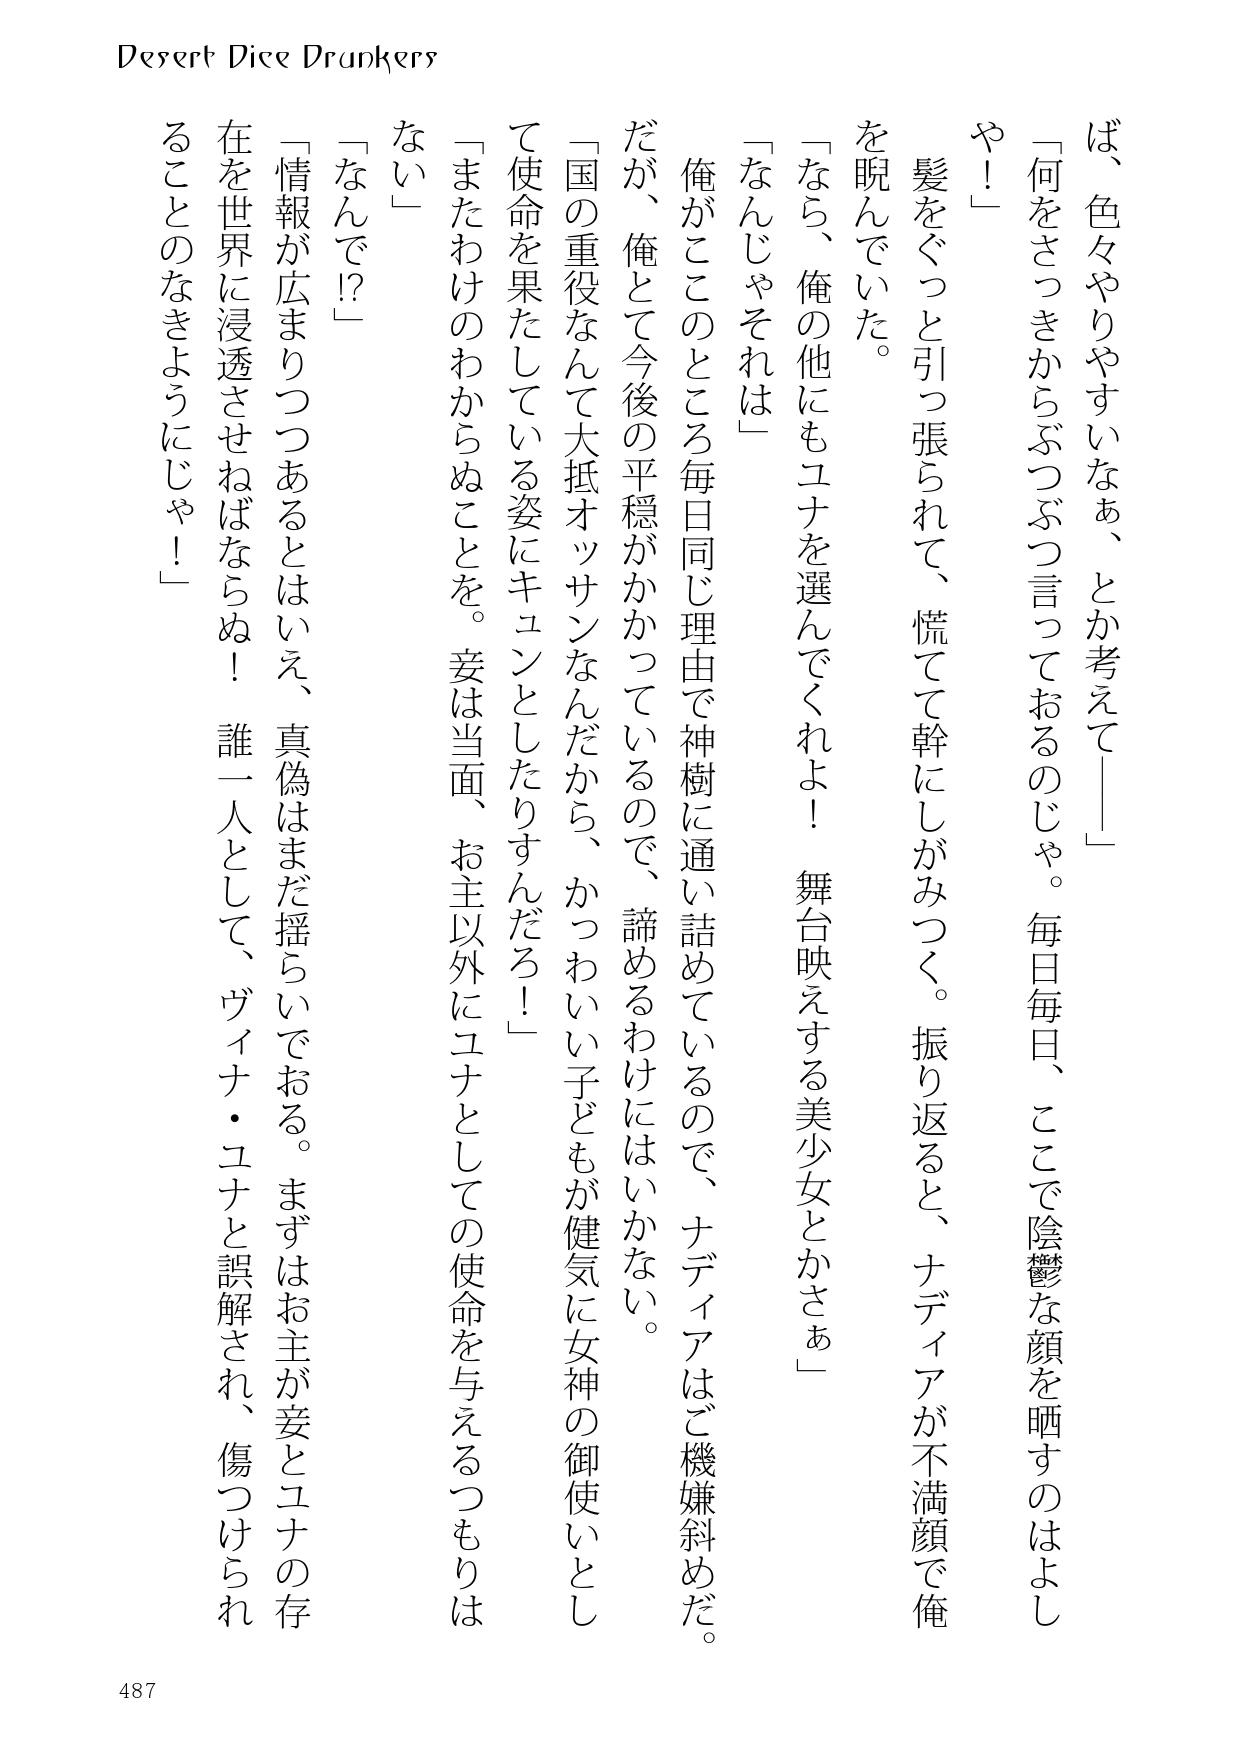 Desert Dice Drunkers
ば、色々やりやすいなぁ、とか考えて――」
「何をさっきからぶつぶつ言っておるのじゃ。毎日毎日、ここで陰鬱な顔を晒すのはよし
や！」
　髪をぐっと引っ張られて、慌てて幹にしがみつく。振り返ると、ナディアが不満顔で俺
を睨んでいた。
「なら、俺の他にもユナを選んでくれよ！　舞台映えする美少女とかさぁ」
「なんじゃそれは」
　俺がここのところ毎日同じ理由で神樹に通い詰めているので、ナディアはご機嫌斜めだ。
だが、俺とて今後の平穏がかかっているので、諦めるわけにはいかない。
「国の重役なんて大抵オッサンなんだから、かっわいい子どもが健気に女神の御使いとし
て使命を果たしている姿にキュンとしたりすんだろ！」
「またわけのわからぬことを。妾は当面、お主以外にユナとしての使命を与えるつもりは
ない」
「なんで!?」
「情報が広まりつつあるとはいえ、真偽はまだ揺らいでおる。まずはお主が妾とユナの存
在を世界に浸透させねばならぬ！　誰一人として、ヴィナ・ユナと誤解され、傷つけられ
ることのなきようにじゃ！」
487